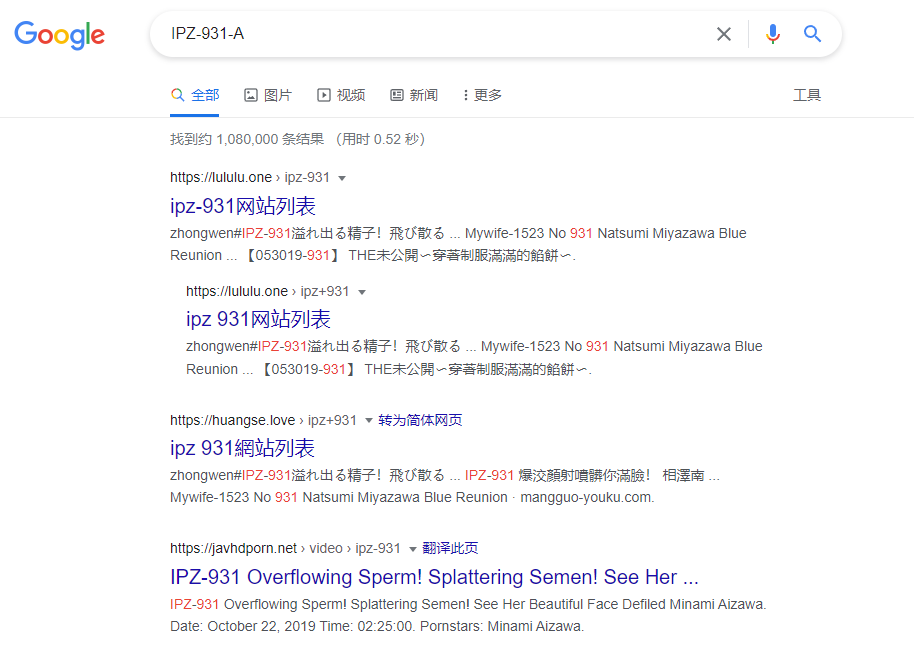 Google
IPZ-931-A
全部 图片 视频 新闻 更多 工具
找到约 1,080,000 条结果 （用时 0.52 秒）
https://lululu.one › ipz-931
ipz-931网站列表
zhongwen#IPZ-931溢れ出る精子！飛び散る ... Mywife-1523 No 931 Natsumi Miyazawa Blue
Reunion ... 【053019-931】 THE未公開∽穿著制服滿滿的餡餅∽.
https://lululu.one › ipz+931
ipz 931网站列表
zhongwen#IPZ-931溢れ出る精子！飛び散る ... Mywife-1523 No 931 Natsumi Miyazawa Blue
Reunion ... 【053019-931】 THE未公開∽穿著制服滿滿的餡餅∽.
https://huangse.love › ipz+931 转为简体网页
ipz 931網站列表
zhongwen#IPZ-931溢れ出る精子！飛び散る ... IPZ-931 爆洨顏射噴髒你滿臉！ 相澤南 ...
Mywife-1523 No 931 Natsumi Miyazawa Blue Reunion · mangguo-youku.com.
https://javhdporn.net › video › ipz-931 翻译此页
IPZ-931 Overflowing Sperm! Splattering Semen! See Her ...
IPZ-931 Overflowing Sperm! Splattering Semen! See Her Beautiful Face Defiled Minami Aizawa.
Date: October 22, 2019 Time: 02:25:00. Pornstars: Minami Aizawa.